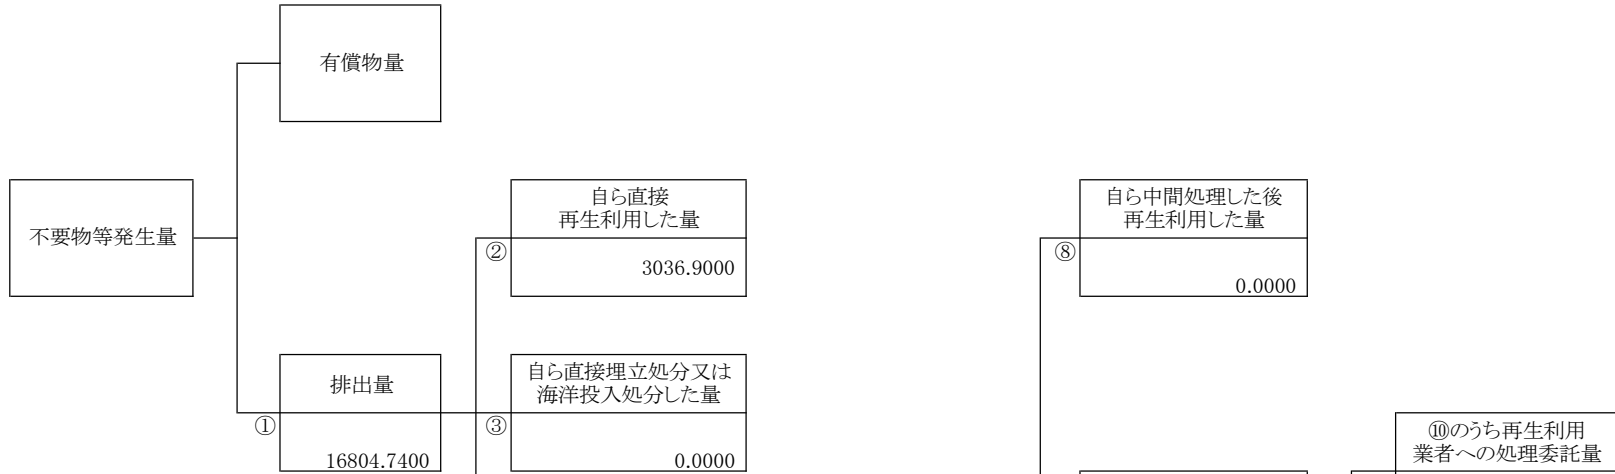 有償物量
不要物等発生量
自ら直接
再生利用した量
②
3036.9000
自ら中間処理した後
再生利用した量
⑧
0.0000
排出量
①
16804.7400
自ら直接埋立処分又は
海洋投入処分した量
③
0.0000
⑩のうち再生利用
業者への処理委託量